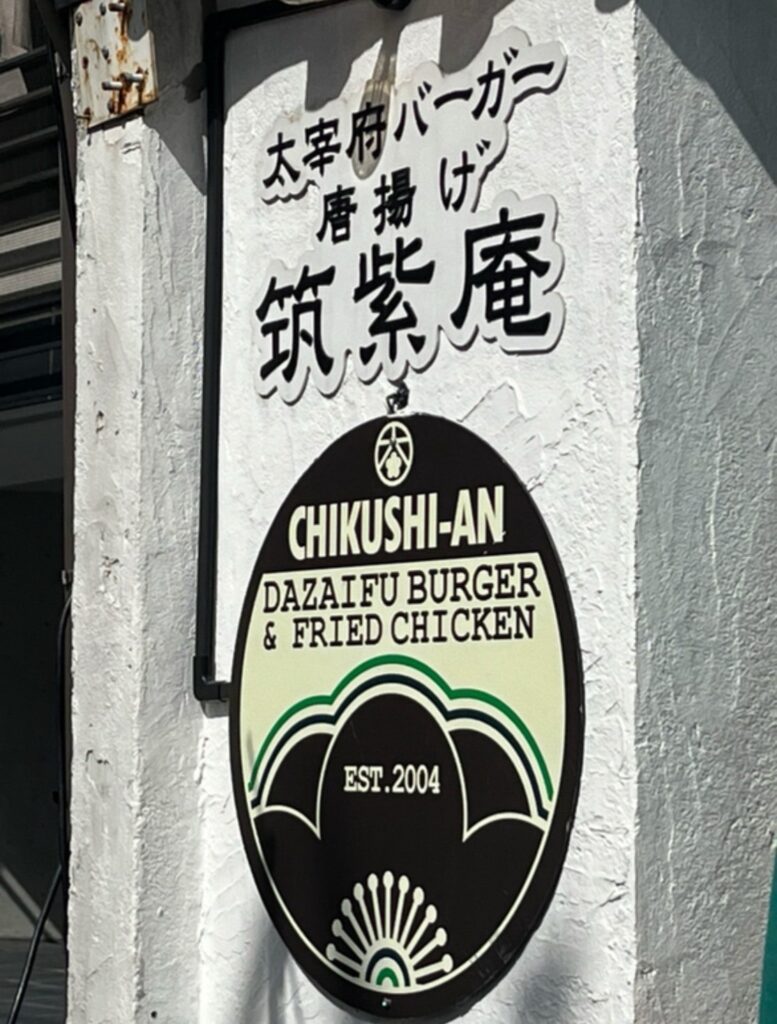 太宰府バーガー
唐揚げ
筑紫庵
CHIKUSHI-AN
DAZAIFU BURGER
& FRIED CHICKEN
EST.2004